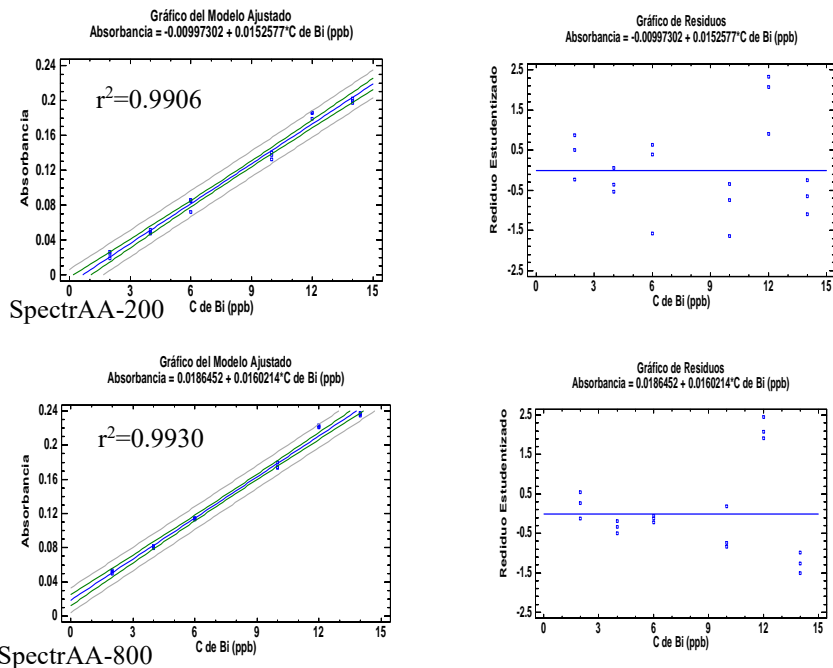 Gráfico del Modelo Ajustado
Absorbancia = -0.00997302 + 0.0152577*C de Bi (ppb)
r²=0.9906
Absorbancia
0.24
0.2
0.16
0.12
0.08
0.04
0
0 3 6 9 12 15
C de Bi (ppb)
SpectrAA-200
Gráfico de Residuos
Absorbancia = -0.00997302 + 0.0152577*C de Bi (ppb)
Rediduo Estudentizado
2.5
1.5
0.5
-0.5
-1.5
-2.5
0 3 6 9 12 15
C de Bi (ppb)
Gráfico del Modelo Ajustado
Absorbancia = 0.0186452 + 0.0160214*C de Bi (ppb)
r²=0.9930
Absorbancia
0.24
0.2
0.16
0.12
0.08
0.04
0
0 3 6 9 12 15
C de Bi (ppb)
SpectrAA-800
Gráfico de Residuos
Absorbancia = 0.0186452 + 0.0160214*C de Bi (ppb)
Rediduo Estudentizado
2.5
1.5
0.5
-0.5
-1.5
-2.5
0 3 6 9 12 15
C de Bi (ppb)